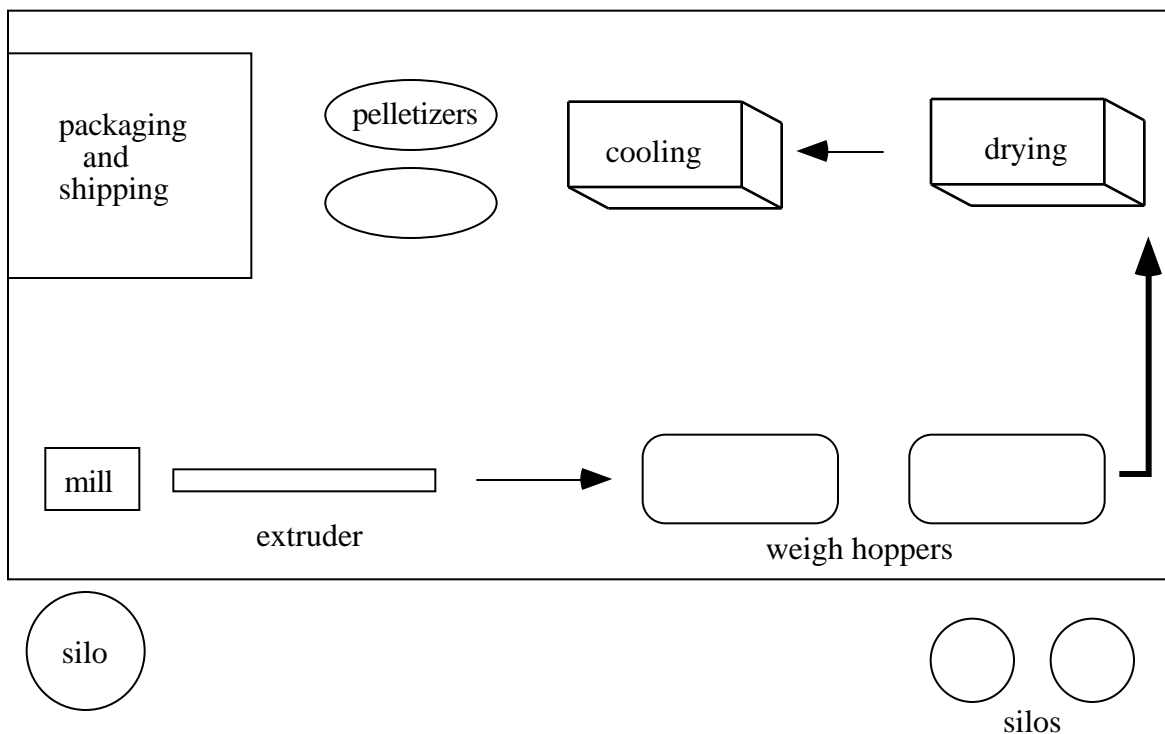 packaging
and
shipping
pelletizers
cooling
drying
mill
extruder
weigh hoppers
silo
silos